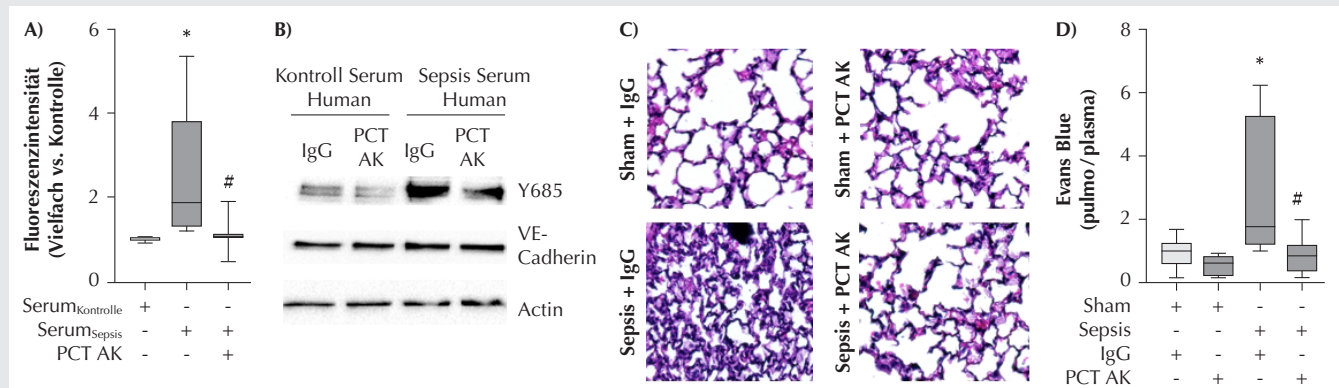 A)
Fluoreszenzintensität
(Vielfach vs. Kontrolle)
6
4
2
0
*
#
SerumKontrolle + - -
SerumSepsis - + +
PCT AK - - +
B)
Kontroll Serum Sepsis Serum
Human Human
IgG PCT AK IgG PCT AK
Y685
VE-
Cadherin
Actin
C)
Sham + IgG
Sham + PCT AK
Sepsis + IgG
Sepsis + PCT AK
D)
Evans Blue
(pulmo / plasma)
8
6
4
2
0
*
#
Sham + + - -
Sepsis - - + +
IgG + - + -
PCT AK - + - +